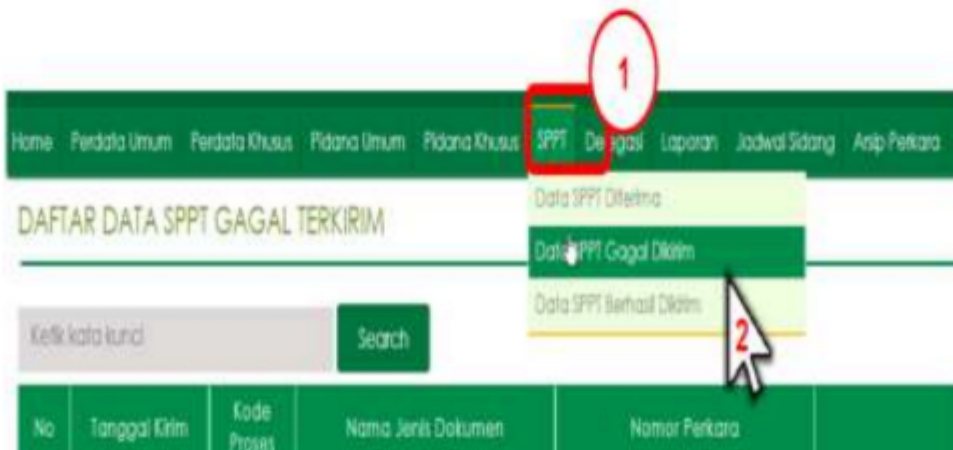 1
Home Perdata Umum Perdata Khusus Pidana Umum Pidana Khusus SPPT Delegasi Laporan Jadwal Sidang Arsip Perkara
Data SPPT Diterima
DAFTAR DATA SPPT GAGAL TERKIRIM
Data SPPT Gagal Dikirim
Data SPPT Berhasil Dikirim
2
Ketik kata kunci
Search
No Tanggal Kirim Kode Proses Nama Jenis Dokumen Nomor Perkara